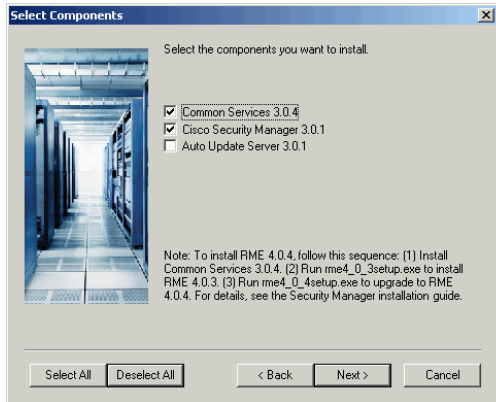 Select Components
Select the components you want to install.
Common Services 3.0.4
Cisco Security Manager 3.0.1
Auto Update Server 3.0.1
Note: To install RME 4.0.4, follow this sequence: (1) Install
Common Services 3.0.4. (2) Run rme4_0_3setup.exe to install
RME 4.0.3. (3) Run rme4_0_4setup.exe to upgrade to RME
4.0.4. For details, see the Security Manager installation guide.
Select All
Deselect All
< Back
Next >
Cancel